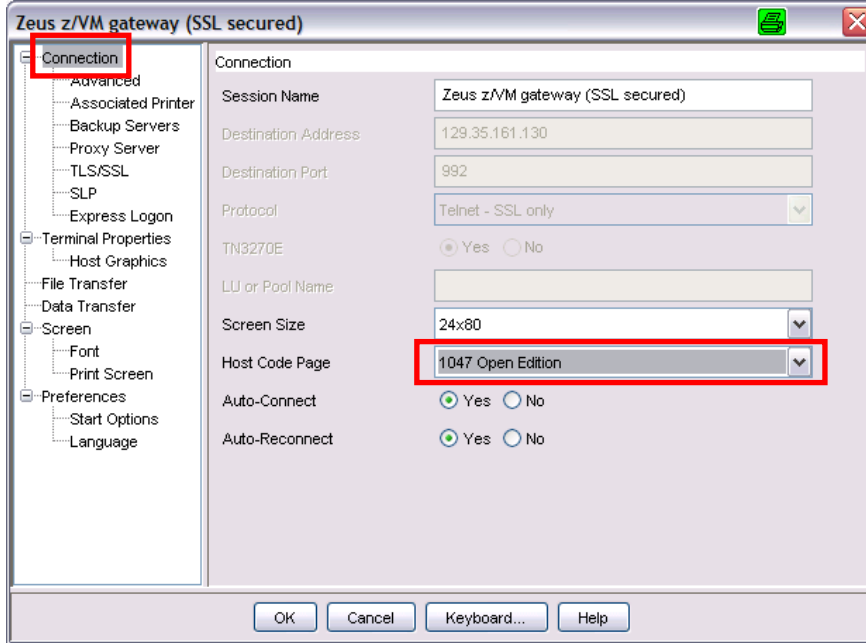 Zeus z/VM gateway (SSL secured)
Connection
Advanced
Associated Printer
Backup Servers
Proxy Server
TLS/SSL
SLP
Express Logon
Terminal Properties
Host Graphics
File Transfer
Data Transfer
Screen
Font
Print Screen
Preferences
Start Options
Language
Connection
Session Name Zeus z/VM gateway (SSL secured)
Destination Address 129.35.161.130
Destination Port 992
Protocol Telnet - SSL only
TN3270E Yes No
LU or Pool Name
Screen Size 24x80
Host Code Page 1047 Open Edition
Auto-Connect Yes No
Auto-Reconnect Yes No
OK Cancel Keyboard... Help